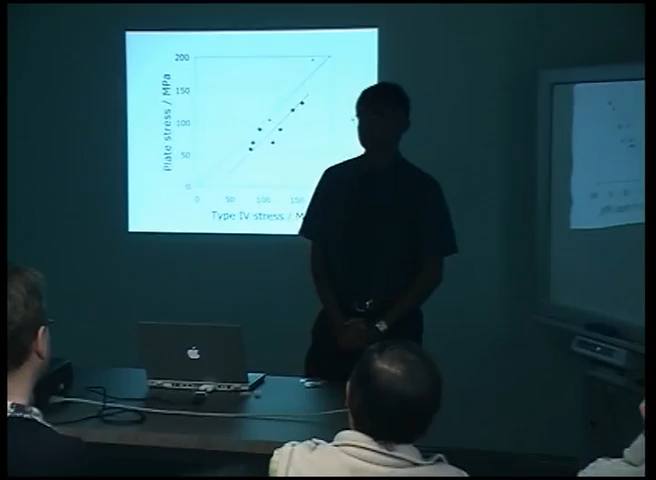 Plate stress / MPa
200
150
100
50
0
0 50 100 150
Type IV stress / M